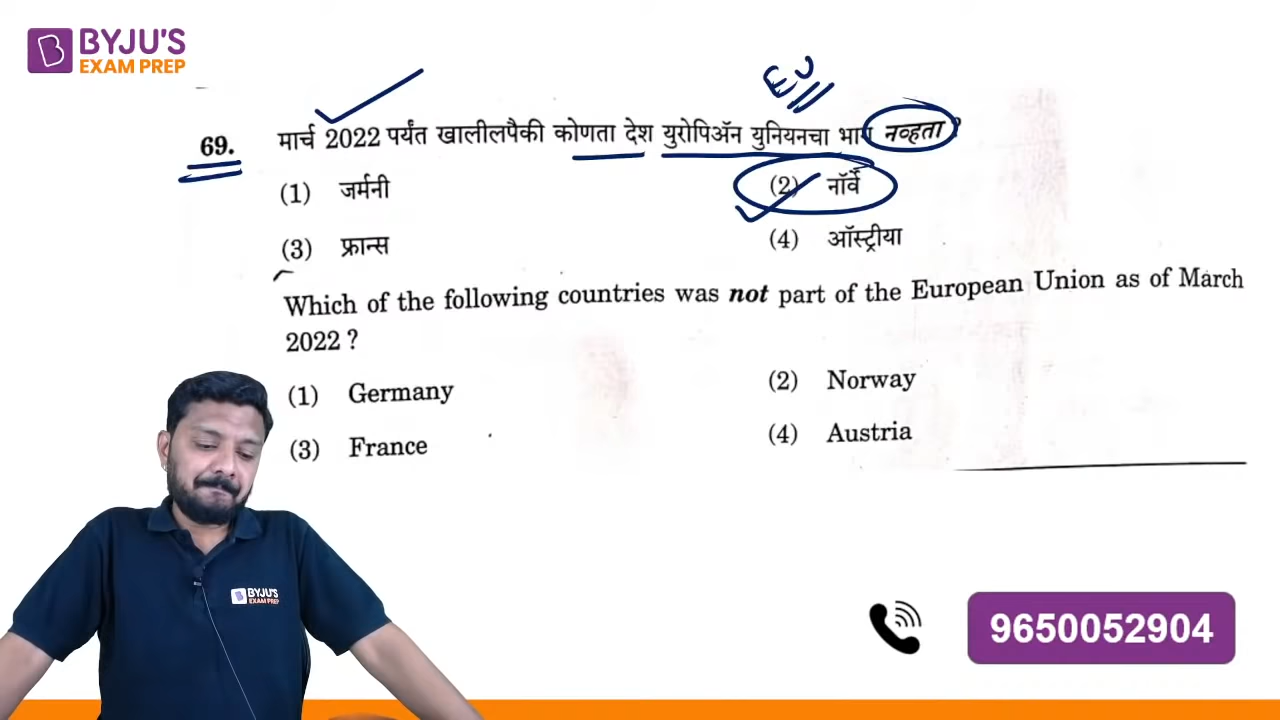 BYJU'S
EXAM PREP
EU
69. मार्च 2022 पर्यंत खालीलपैकी कोणता देश युरोपिॲन युनियनचा भाग नव्हता ?
(1) जर्मनी (2) नॉर्वे
(3) फ्रान्स (4) ऑस्ट्रीया
Which of the following countries was not part of the European Union as of March
2022 ?
(1) Germany (2) Norway
(3) France (4) Austria
BYJU'S
EXAM PREP
9650052904